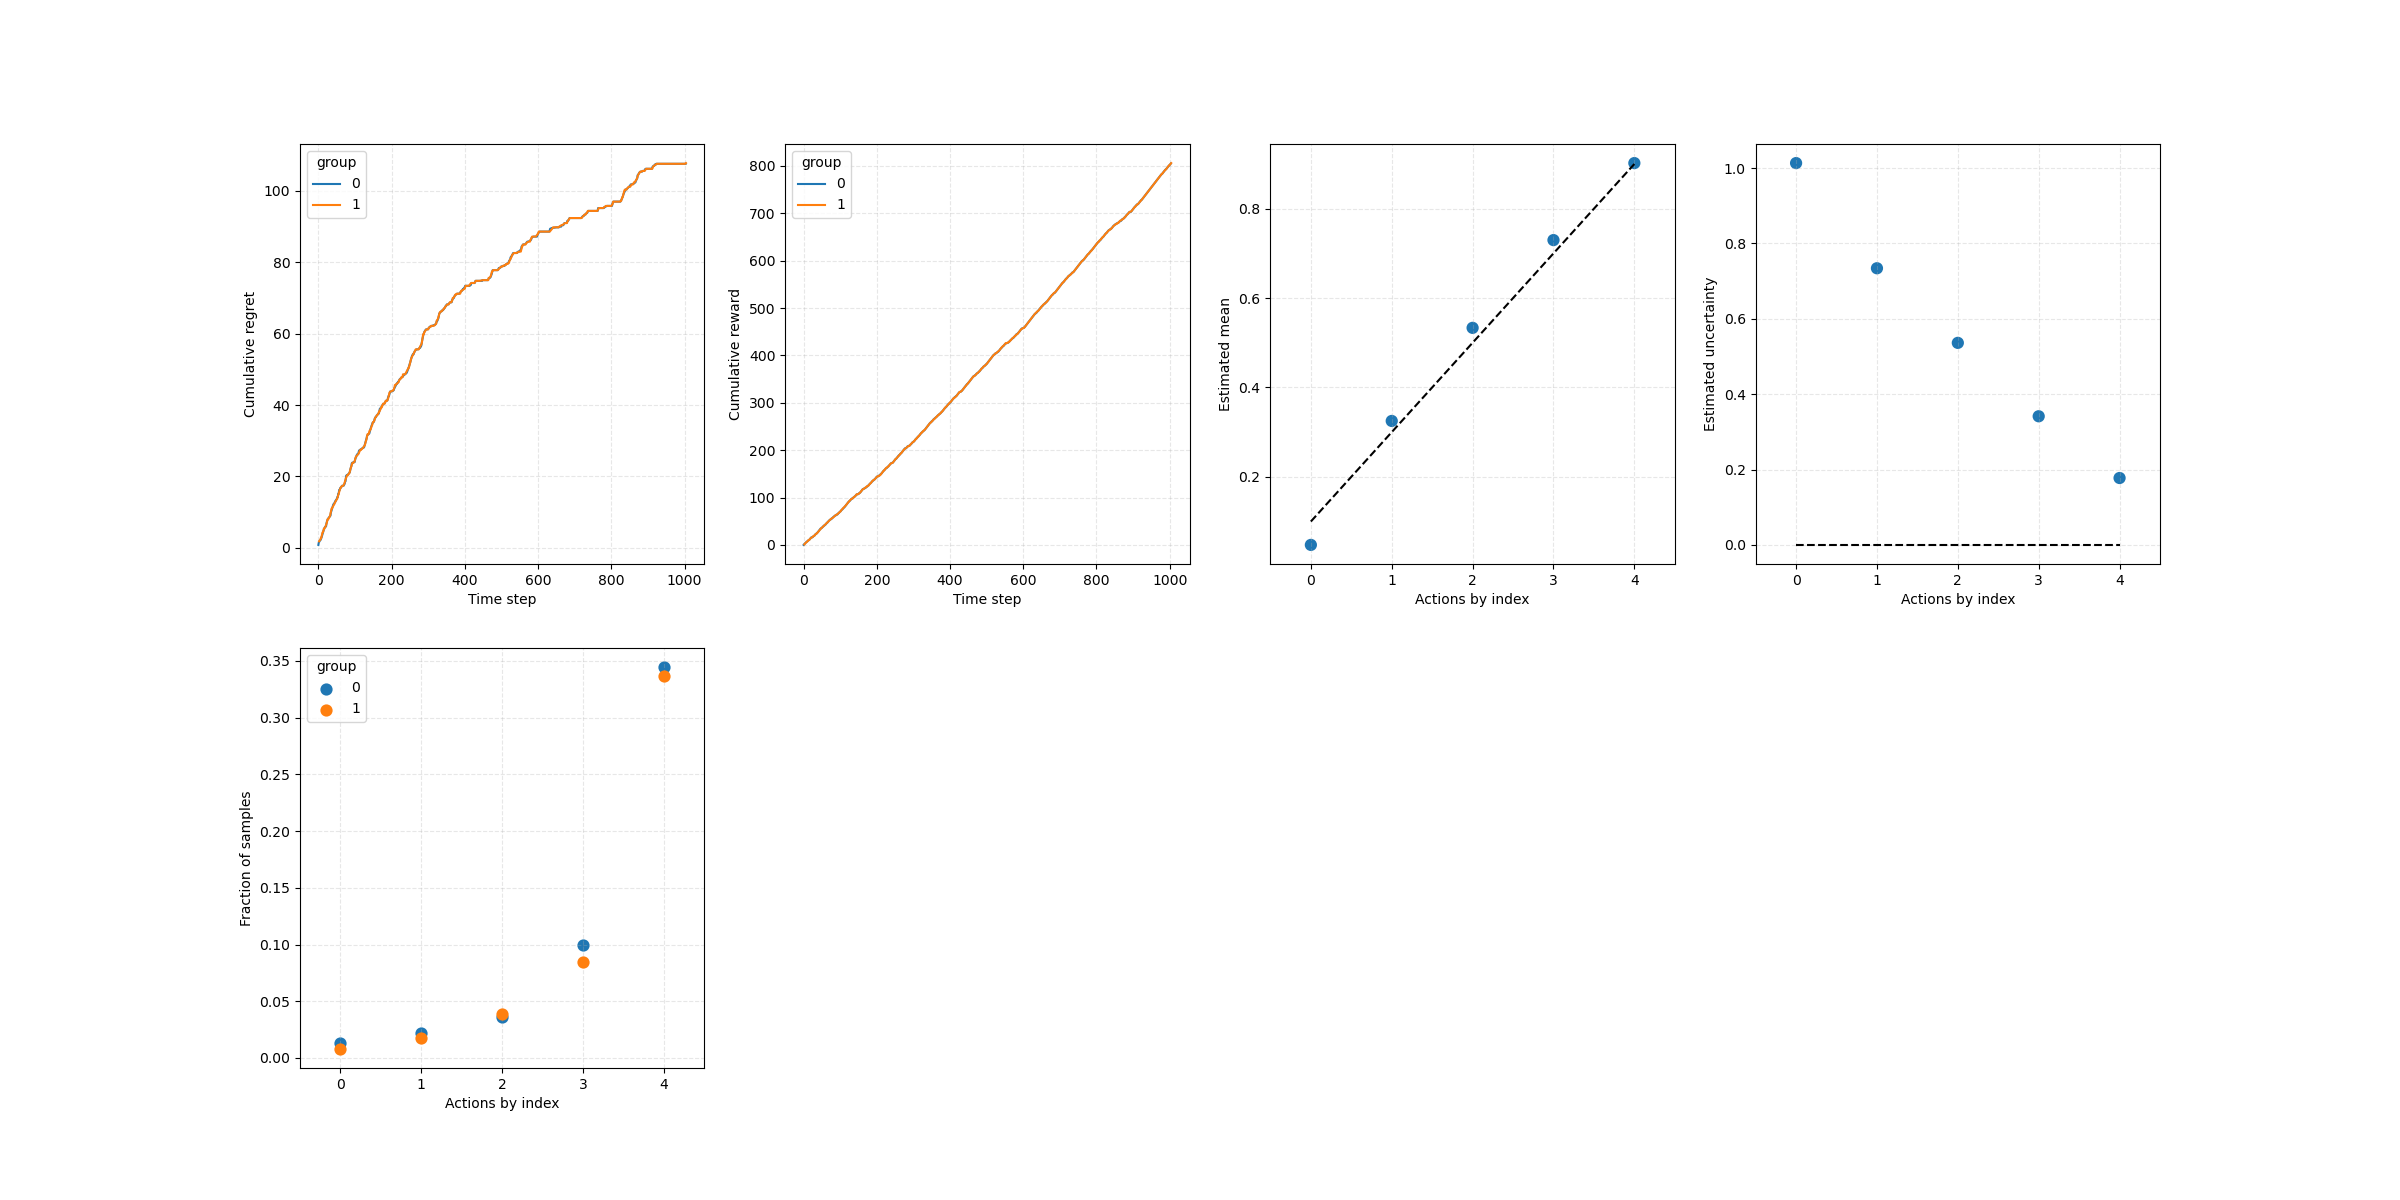 group
0
1
100
80
60
40
20
0
Cumulative regret
0 200 400 600 800 1000
Time step
group
0
1
800
700
600
500
400
300
200
100
0
Cumulative reward
0 200 400 600 800 1000
Time step
0.8
0.6
0.4
0.2
Estimated mean
0 1 2 3 4
Actions by index
1.0
0.8
0.6
0.4
0.2
0.0
Estimated uncertainty
0 1 2 3 4
Actions by index
group
0
1
0.35
0.30
0.25
0.20
0.15
0.10
0.05
0.00
Fraction of samples
0 1 2 3 4
Actions by index